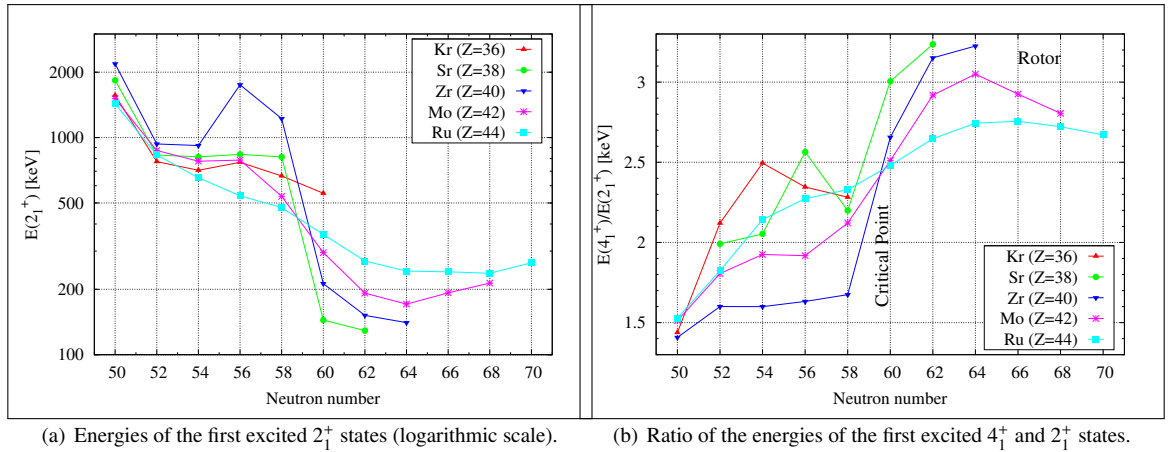 2000
1000
500
200
100
E(2₁⁺) [keV]
50 52 54 56 58 60 62 64 66 68 70
Neutron number
Kr (Z=36)
Sr (Z=38)
Zr (Z=40)
Mo (Z=42)
Ru (Z=44)
(a) Energies of the first excited 2₁⁺ states (logarithmic scale).
3
2.5
2
1.5
E(4₁⁺)/E(2₁⁺) [keV]
Rotor
Critical Point
Kr (Z=36)
Sr (Z=38)
Zr (Z=40)
Mo (Z=42)
Ru (Z=44)
50 52 54 56 58 60 62 64 66 68 70
Neutron number
(b) Ratio of the energies of the first excited 4₁⁺ and 2₁⁺ states.